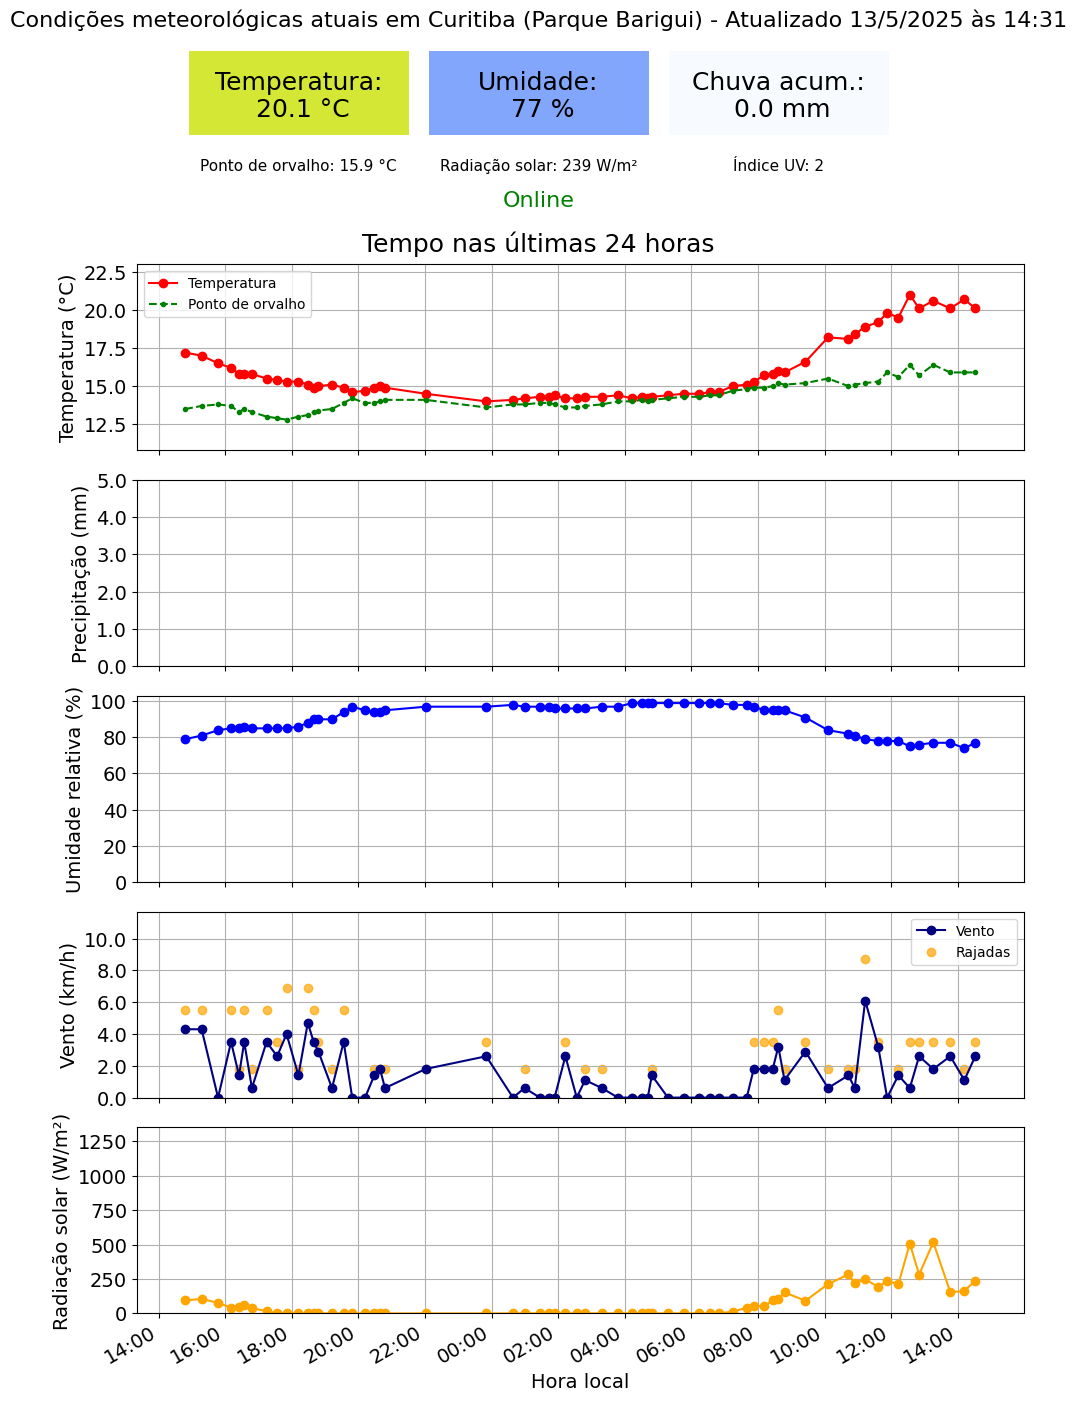 Condições meteorológicas atuais em Curitiba (Parque Barigui) - Atualizado 13/5/2025 às 14:31
Temperatura:
20.1 °C
Umidade:
77 %
Chuva acum.:
0.0 mm
Ponto de orvalho: 15.9 °C
Radiação solar: 239 W/m²
Índice UV: 2
Online
Tempo nas últimas 24 horas
Temperatura (°C)
22.5
20.0
17.5
15.0
12.5
Temperatura
Ponto de orvalho
Precipitação (mm)
5.0
4.0
3.0
2.0
1.0
0.0
Umidade relativa (%)
100
80
60
40
20
0
Vento (km/h)
10.0
8.0
6.0
4.0
2.0
0.0
Vento
Rajadas
Radiação solar (W/m²)
1250
1000
750
500
250
0
14:00
16:00
18:00
20:00
22:00
00:00
02:00
04:00
06:00
08:00
10:00
12:00
14:00
Hora local